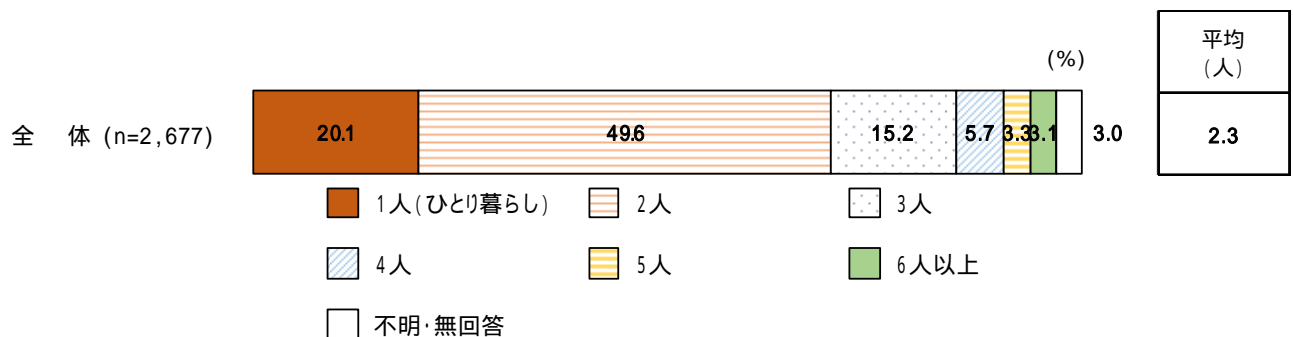 平均
(人)
(%)
全 体 (n=2,677)
20.1 49.6 15.2 5.7 3.3 3.1 3.0
2.3
1人(ひとり暮らし) 2人 3人
4人 5人 6人以上
不明・無回答